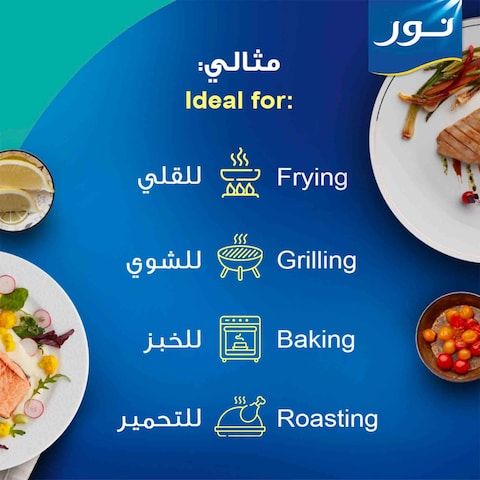 نور
مثالي:
Ideal for:
للقلي Frying
للشوي Grilling
للخبز Baking
للتحمير Roasting